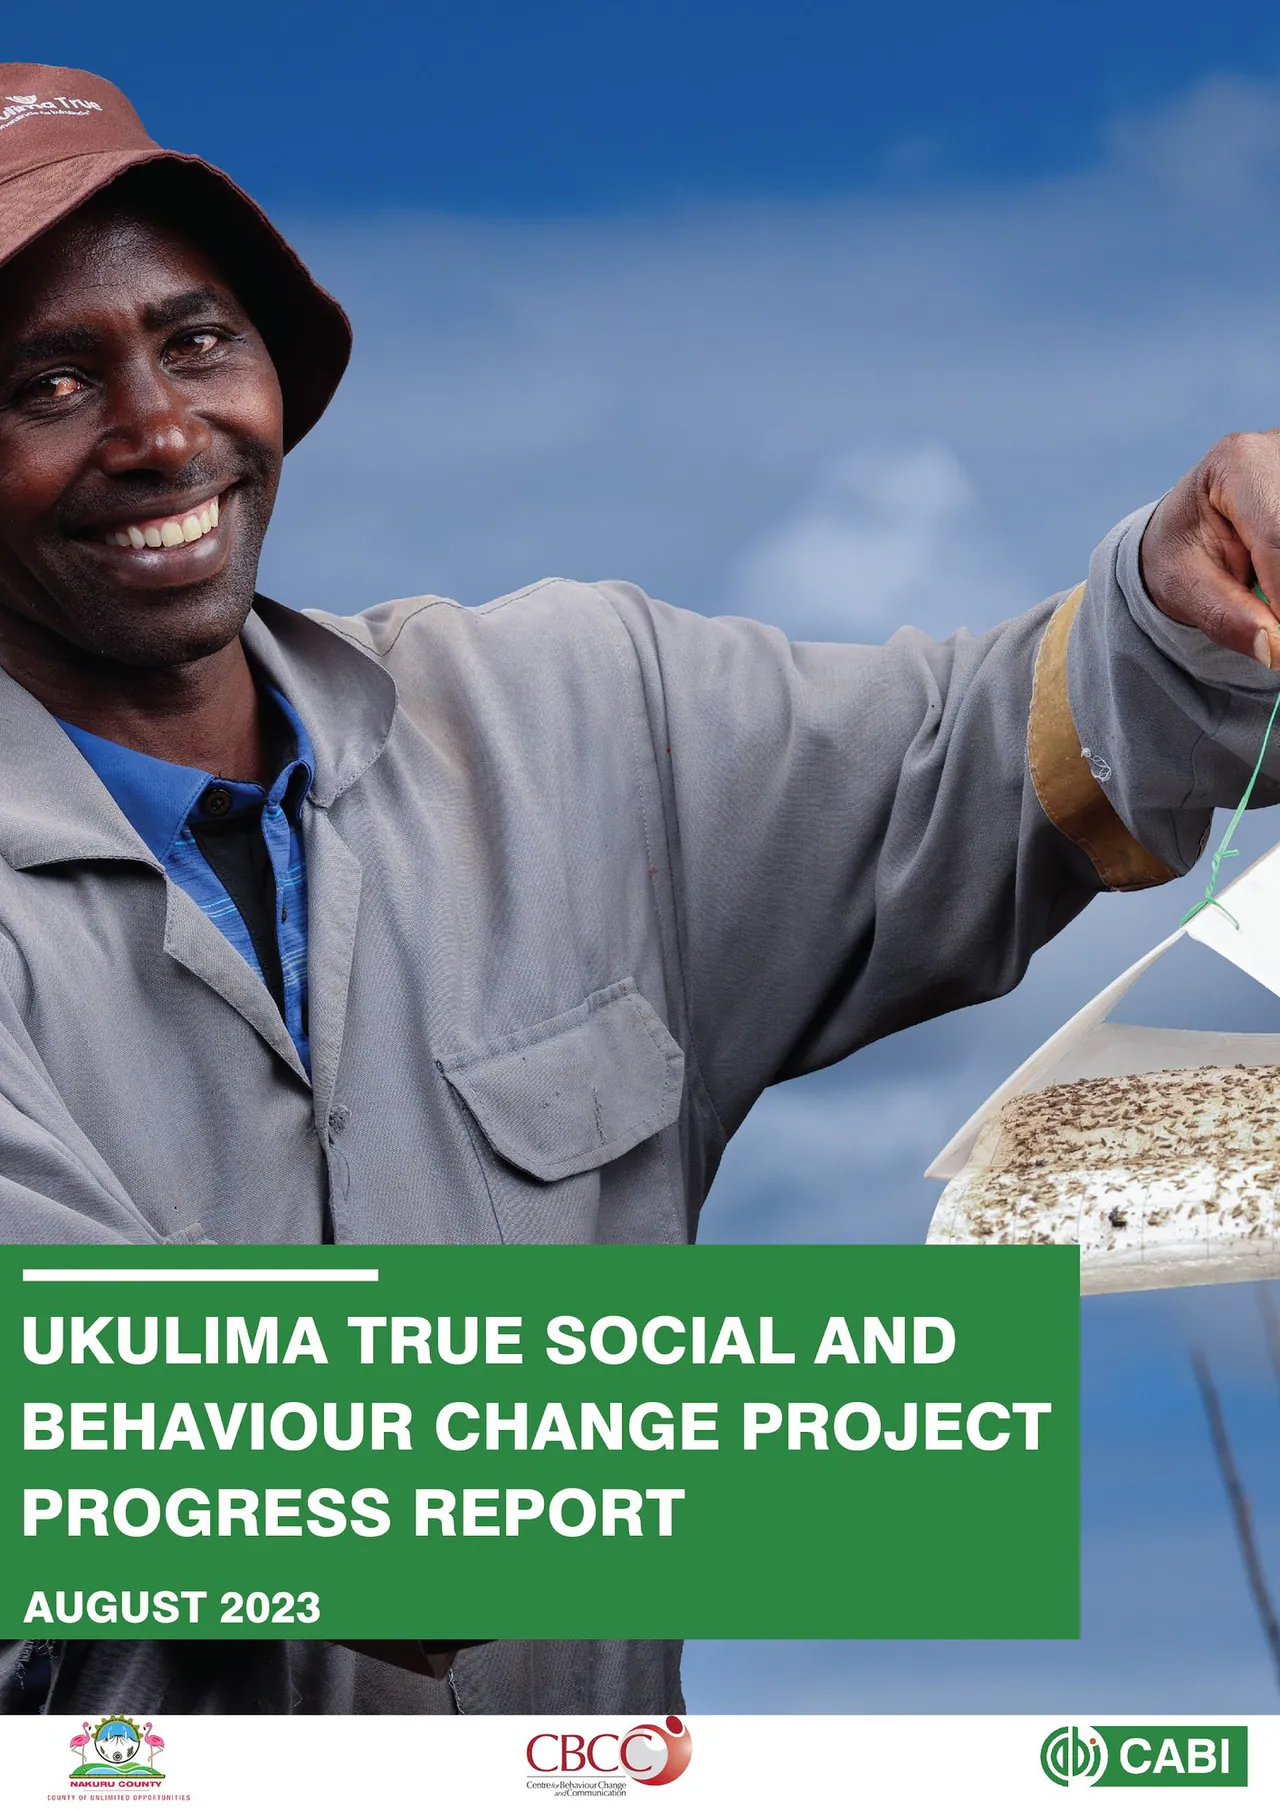 True
UKULIMA TRUE SOCIAL AND
BEHAVIOUR CHANGE PROJECT
PROGRESS REPORT
AUGUST 2023
NAKURU COUNTY
COUNTY OF UNLIMITED OPPORTUNITIES
CBCC
Centre for Behaviour Change
and Communication
cabi
CABI